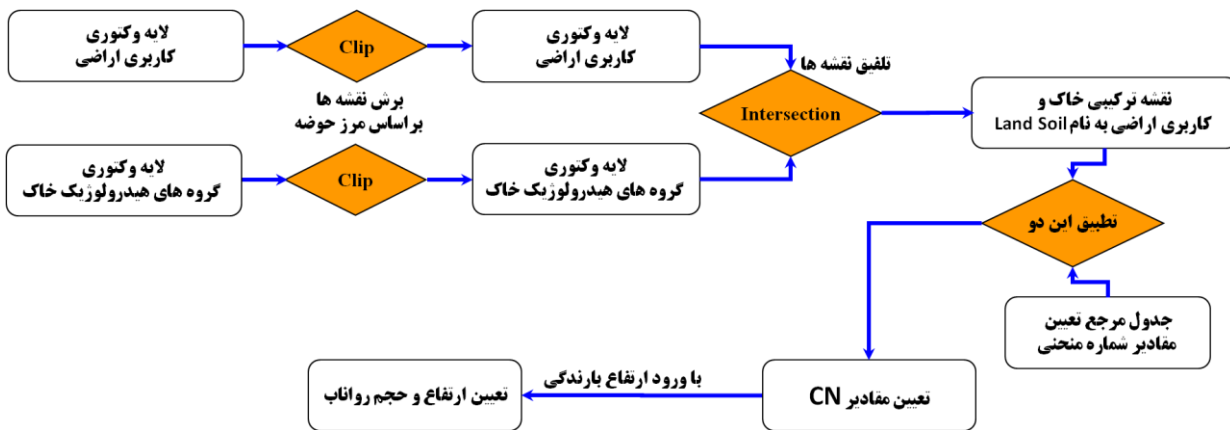 لایه وکتوری
کاربری اراضی
Clip
لایه وکتوری
کاربری اراضی
تلفیق نقشه ها
برش نقشه ها
براساس مرز حوضه
Intersection
نقشه ترکیبی خاک و
کاربری اراضی به نام Land Soil
لایه وکتوری
گروه های هیدرولوژیک خاک
Clip
لایه وکتوری
گروه های هیدرولوژیک خاک
تطبیق این دو
جدول مرجع تعیین
مقادیر شماره منحنی
تعیین مقادیر CN
با ورود ارتفاع بارندگی
تعیین ارتفاع و حجم رواناب